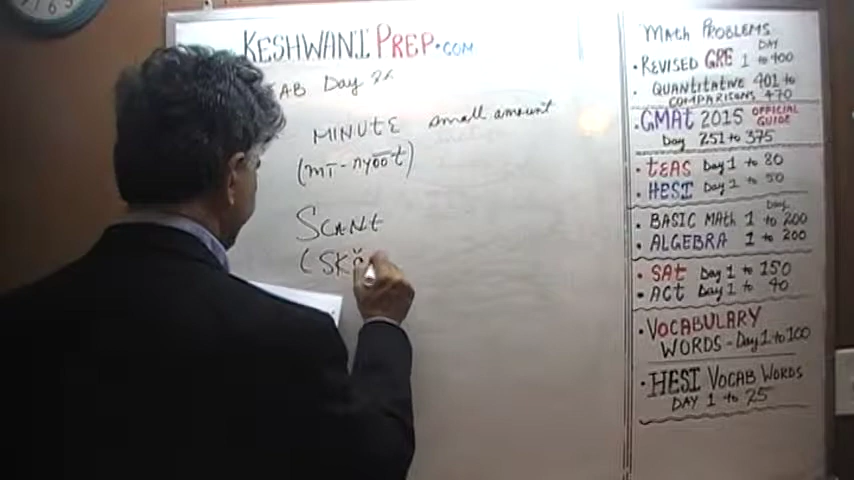 KESHWANI PREP.COM
AB Day
MINUTE small amount
(mī-nyōōt)
SCANT
(SKă
MATH PROBLEMS
DAY
• REVISED GRE 1 to 400
• QUANTITATIVE 401 to
COMPARISONS 470
• GMAT 2015 OFFICIAL GUIDE
Day 251 to 375
• TEAS Day 1 to 80
• HESI Day 1 to 50
Day
• BASIC MATH 1 to 200
• ALGEBRA 1 to 200
• SAT Day 1 to 150
• ACT Day 1 to 40
• VOCABULARY
WORDS - Day 1 to 100
• HESI VOCAB WORDS
DAY 1 to 25